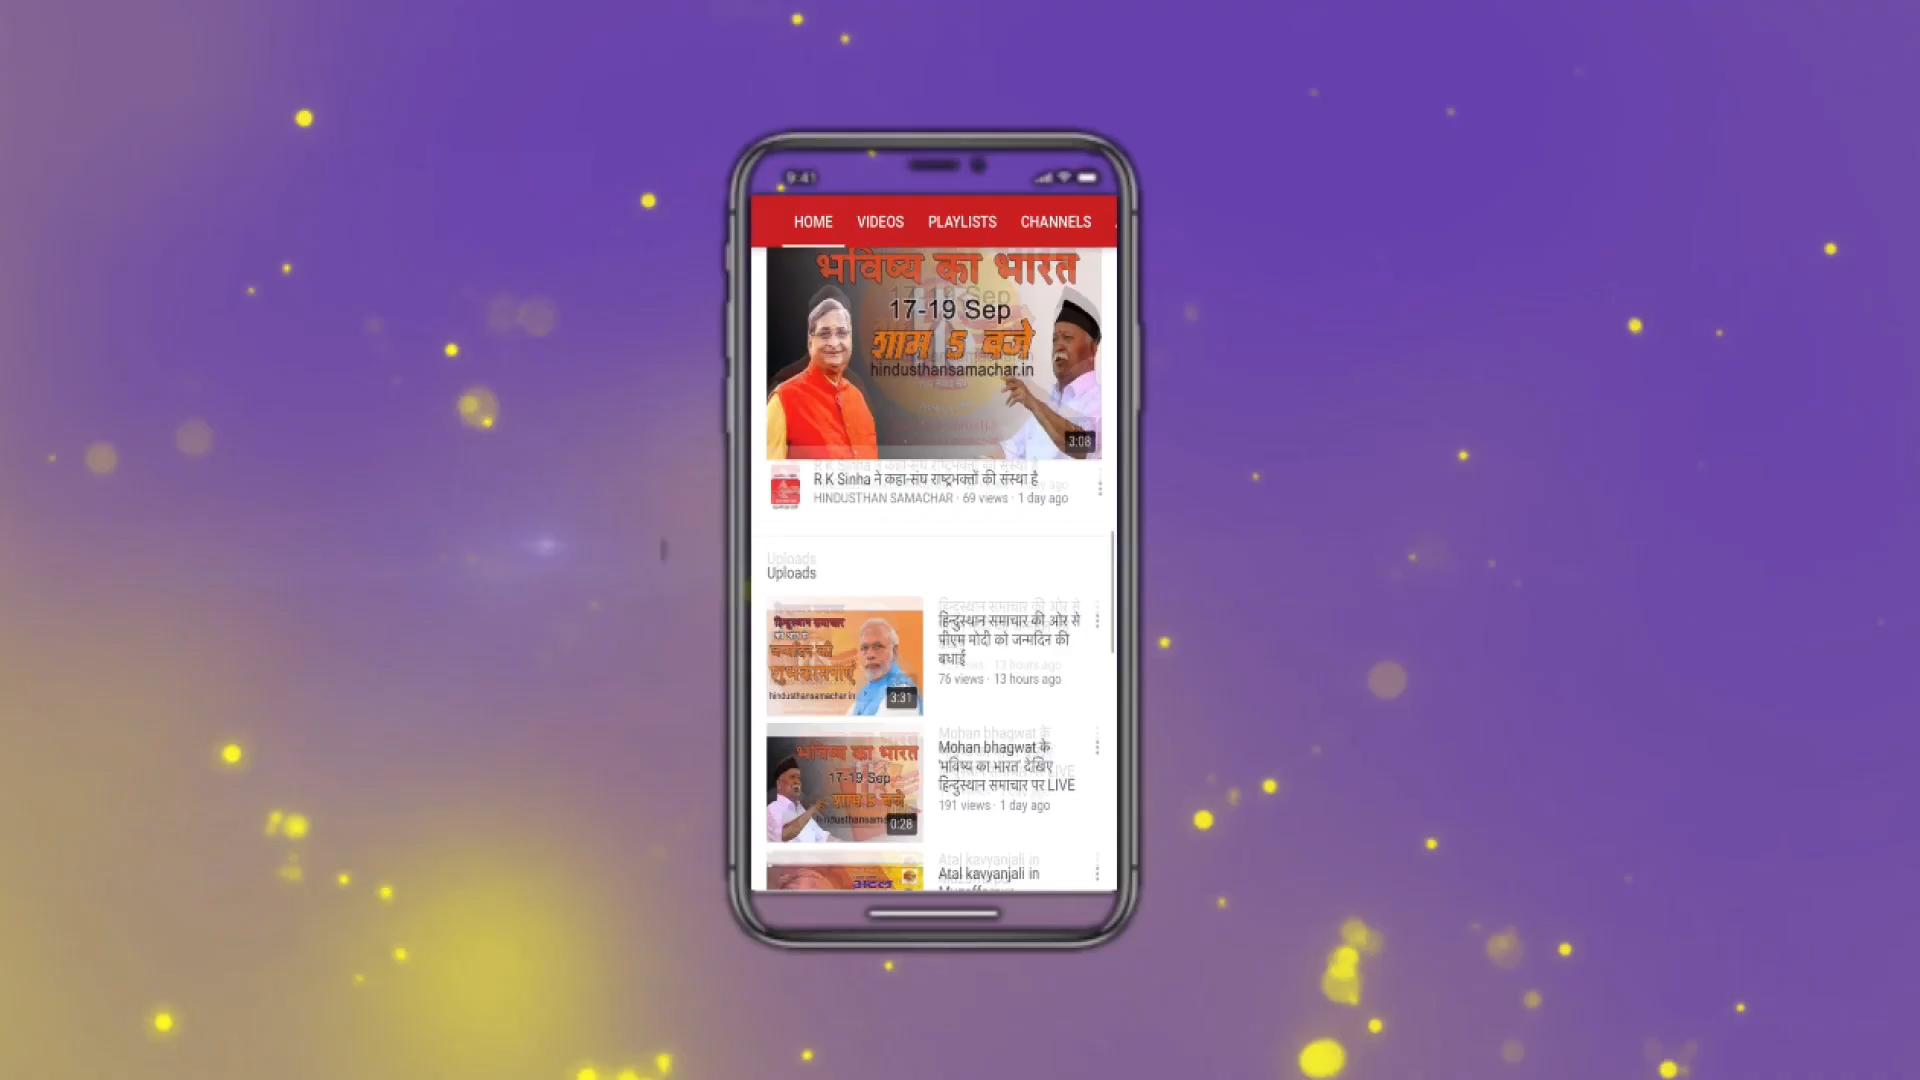 9:41
HOME VIDEOS PLAYLISTS CHANNELS
भविष्य का भारत
17-19 Sep
शाम 5 बजे
hindusthansamachar.in
3:08
R K Sinha ने कहा-संघ राष्ट्रभक्तों की संस्था है
HINDUSTHAN SAMACHAR · 69 views · 1 day ago
Uploads
हिन्दुस्थान समाचार
जन्मदिन की
शुभकामनाएं
hindusthansamachar.in
3:31
हिन्दुस्थान समाचार की ओर से
पीएम मोदी को जन्मदिन की
बधाई
76 views · 13 hours ago
भविष्य का भारत
17-19 Sep
शाम 5 बजे
0:28
Mohan bhagwat के
'भविष्य का भारत' देखिए
हिन्दुस्थान समाचार पर LIVE
191 views · 1 day ago
अटल
Atal kavyanjali in